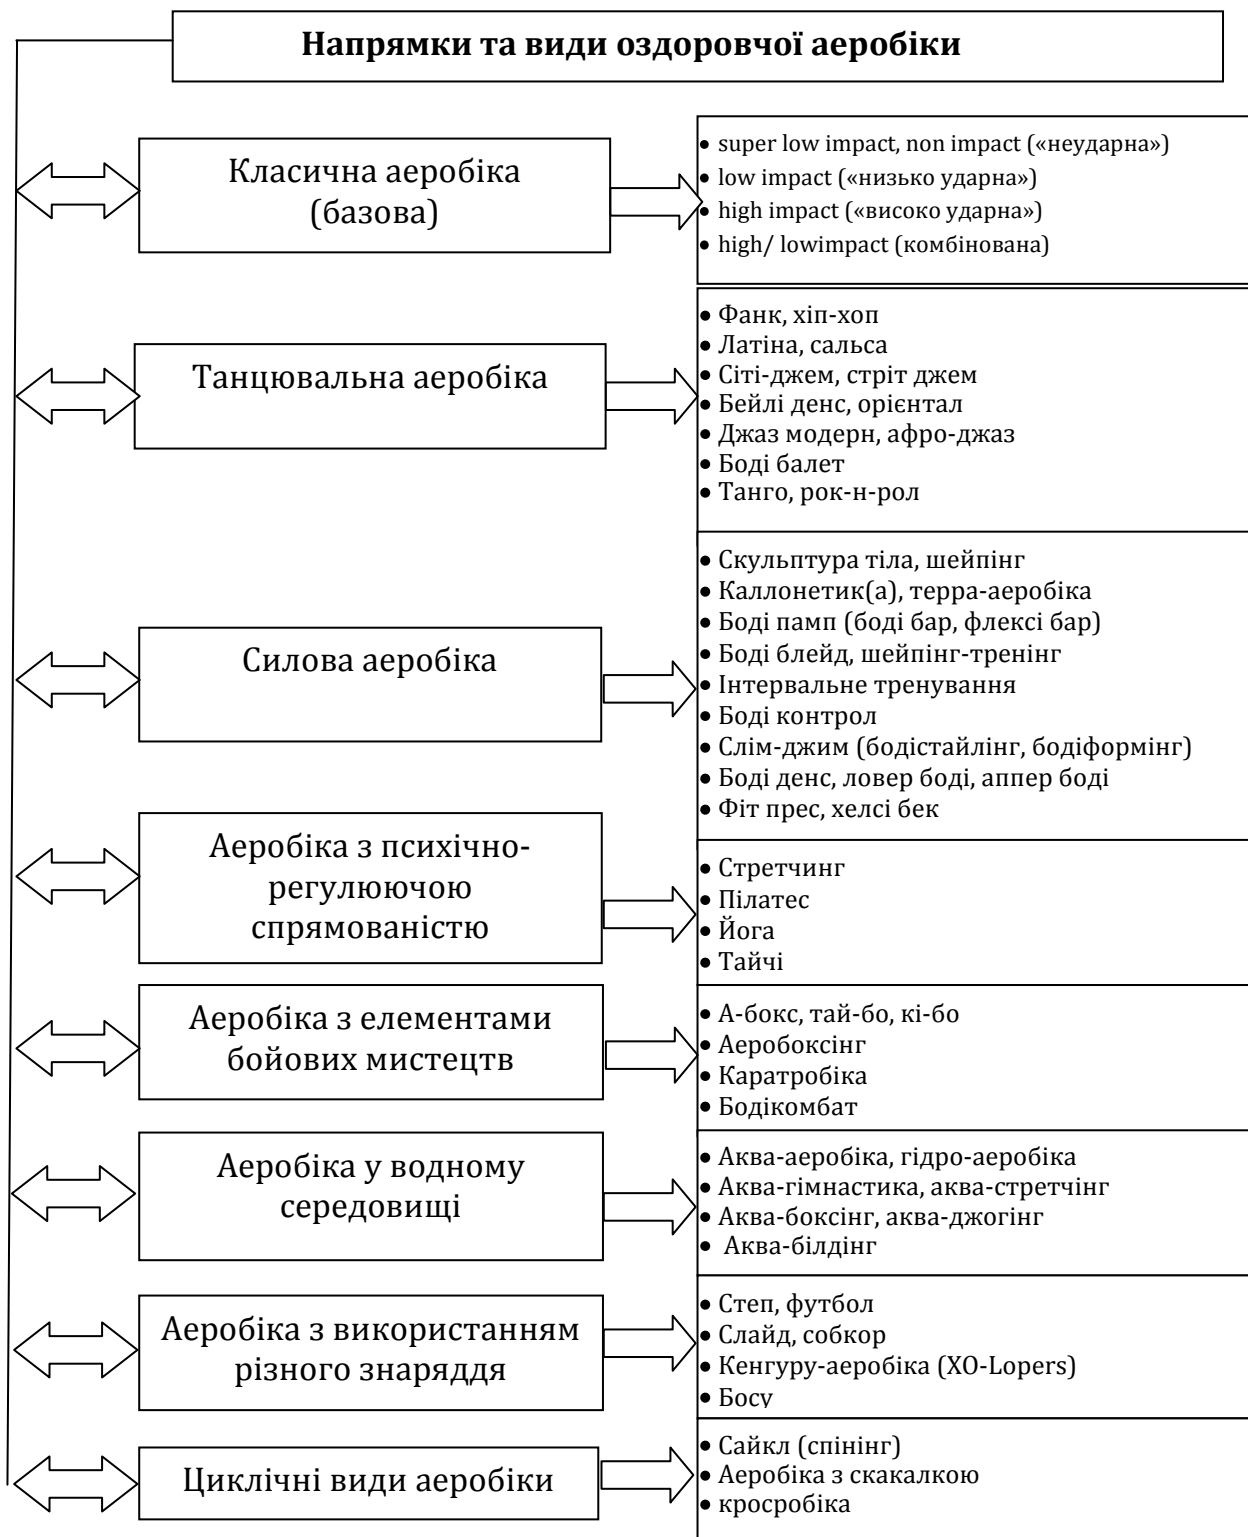 Напрямки та види оздоровчої аеробіки
Класична аеробіка
(базова)
• super low impact, non impact («неударна»)
• low impact («низько ударна»)
• high impact («високо ударна»)
• high/ lowimpact (комбінована)
Танцювальна аеробіка
• Фанк, хіп-хоп
• Латіна, сальса
• Сіті-джем, стріт джем
• Бейлі денс, орієнтал
• Джаз модерн, афро-джаз
• Боді балет
• Танго, рок-н-рол
Силова аеробіка
• Скульптура тіла, шейпінг
• Каллонетик(а), терра-аеробіка
• Боді памп (боді бар, флексі бар)
• Боді блейд, шейпінг-тренінг
• Інтервальне тренування
• Боді контрол
• Слім-джим (бодістайлінг, бодіформінг)
• Боді денс, ловер боді, аппер боді
• Фіт прес, хелсі бек
Аеробіка з психічно-
регулюючою
спрямованістю
• Стретчинг
• Пілатес
• Йога
• Тайчі
Аеробіка з елементами
бойових мистецтв
• А-бокс, тай-бо, кі-бо
• Аеробоксінг
• Каратробіка
• Бодікомбат
Аеробіка у водному
середовищі
• Аква-аеробіка, гідро-аеробіка
• Аква-гімнастика, аква-стретчінг
• Аква-боксінг, аква-джогінг
• Аква-білдінг
Аеробіка з використанням
різного знаряддя
• Степ, футбол
• Слайд, собкор
• Кенгуру-аеробіка (XO-Lopers)
• Босу
Циклічні види аеробіки
• Сайкл (спінінг)
• Аеробіка з скакалкою
• кросробіка